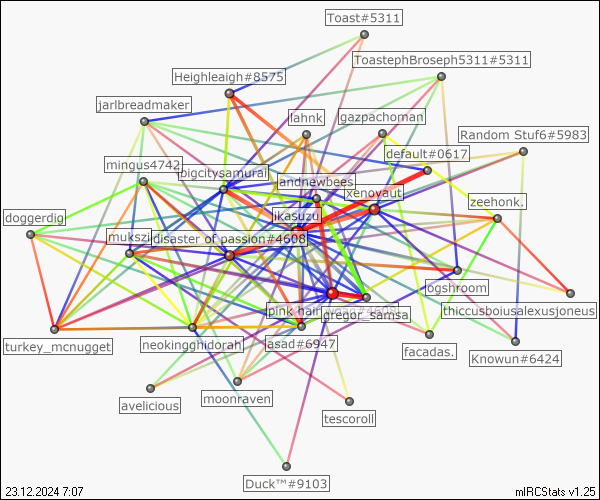 Toast#5311
ToastephBroseph5311#5311
Heighleigh#8575
jarlbreadmaker
lahnk
gazpachoman
Random Stuf6#5983
default#0617
mingus4742
bigcitysamurai
andnewbees
xenovaut
zeehonk.
doggerdig
jikasuzu
mukszi
disaster of passion#4608
ogshroom
thiccusboiusalexusjoneus
pink hair
gregor_samsa
turkey_mcnugget
neokingghidorah
asad#6947
facadas.
Knowun#6424
avelicious
moonraven
tescoroll
Duck™#9103
23.12.2024 7:07
mIRCStats v1.25